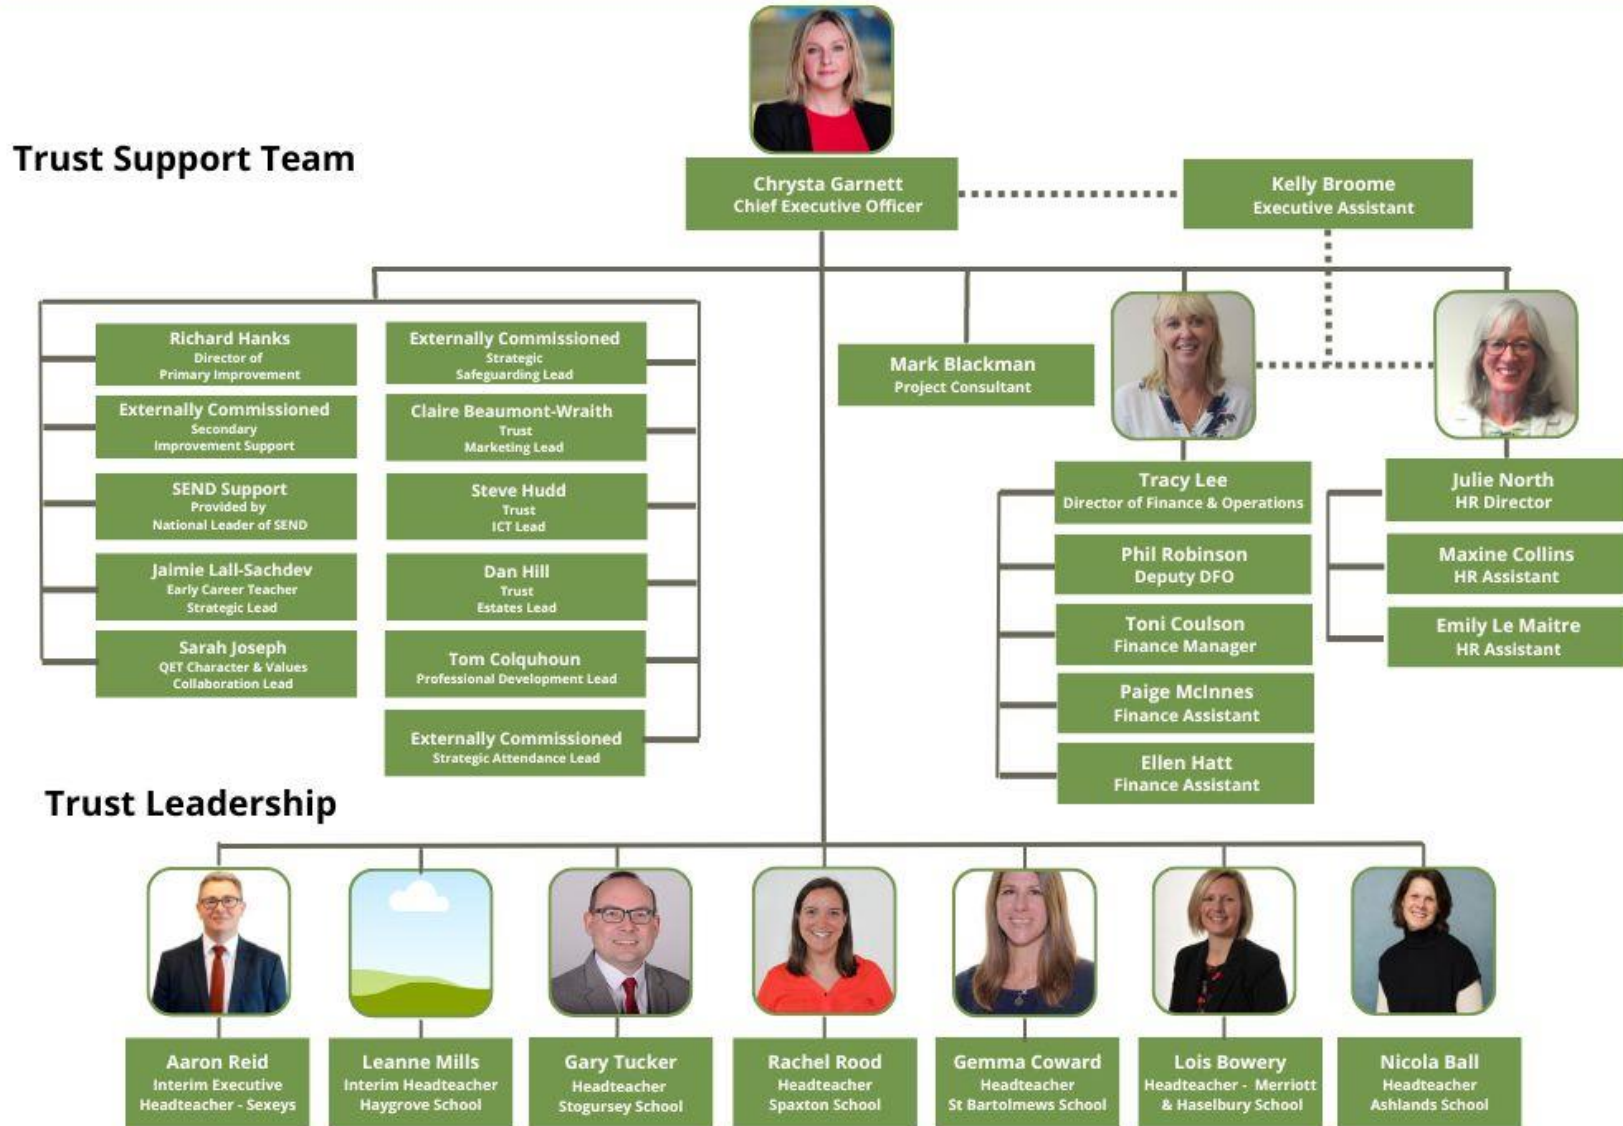 Trust Support Team
Chrysta Garnett
Chief Executive Officer
Kelly Broome
Executive Assistant
Richard Hanks
Director of
Primary Improvement
Externally Commissioned
Secondary
Improvement Support
SEND Support
Provided by
National Leader of SEND
Jaimie Lall-Sachdev
Early Career Teacher
Strategic Lead
Sarah Joseph
QET Character & Values
Collaboration Lead
Externally Commissioned
Strategic
Safeguarding Lead
Claire Beaumont-Wraith
Trust
Marketing Lead
Steve Hudd
Trust
ICT Lead
Dan Hill
Trust
Estates Lead
Tom Colquhoun
Professional Development Lead
Externally Commissioned
Strategic Attendance Lead
Mark Blackman
Project Consultant
Tracy Lee
Director of Finance & Operations
Phil Robinson
Deputy DFO
Toni Coulson
Finance Manager
Paige McInnes
Finance Assistant
Ellen Hatt
Finance Assistant
Julie North
HR Director
Maxine Collins
HR Assistant
Emily Le Maitre
HR Assistant
Trust Leadership
Aaron Reid
Interim Executive
Headteacher - Sexeys
Leanne Mills
Interim Headteacher
Haygrove School
Gary Tucker
Headteacher
Stogursey School
Rachel Rood
Headteacher
Spaxton School
Gemma Coward
Headteacher
St Bartolmews School
Lois Bowery
Headteacher - Merriott
& Haselbury School
Nicola Ball
Headteacher
Ashlands School